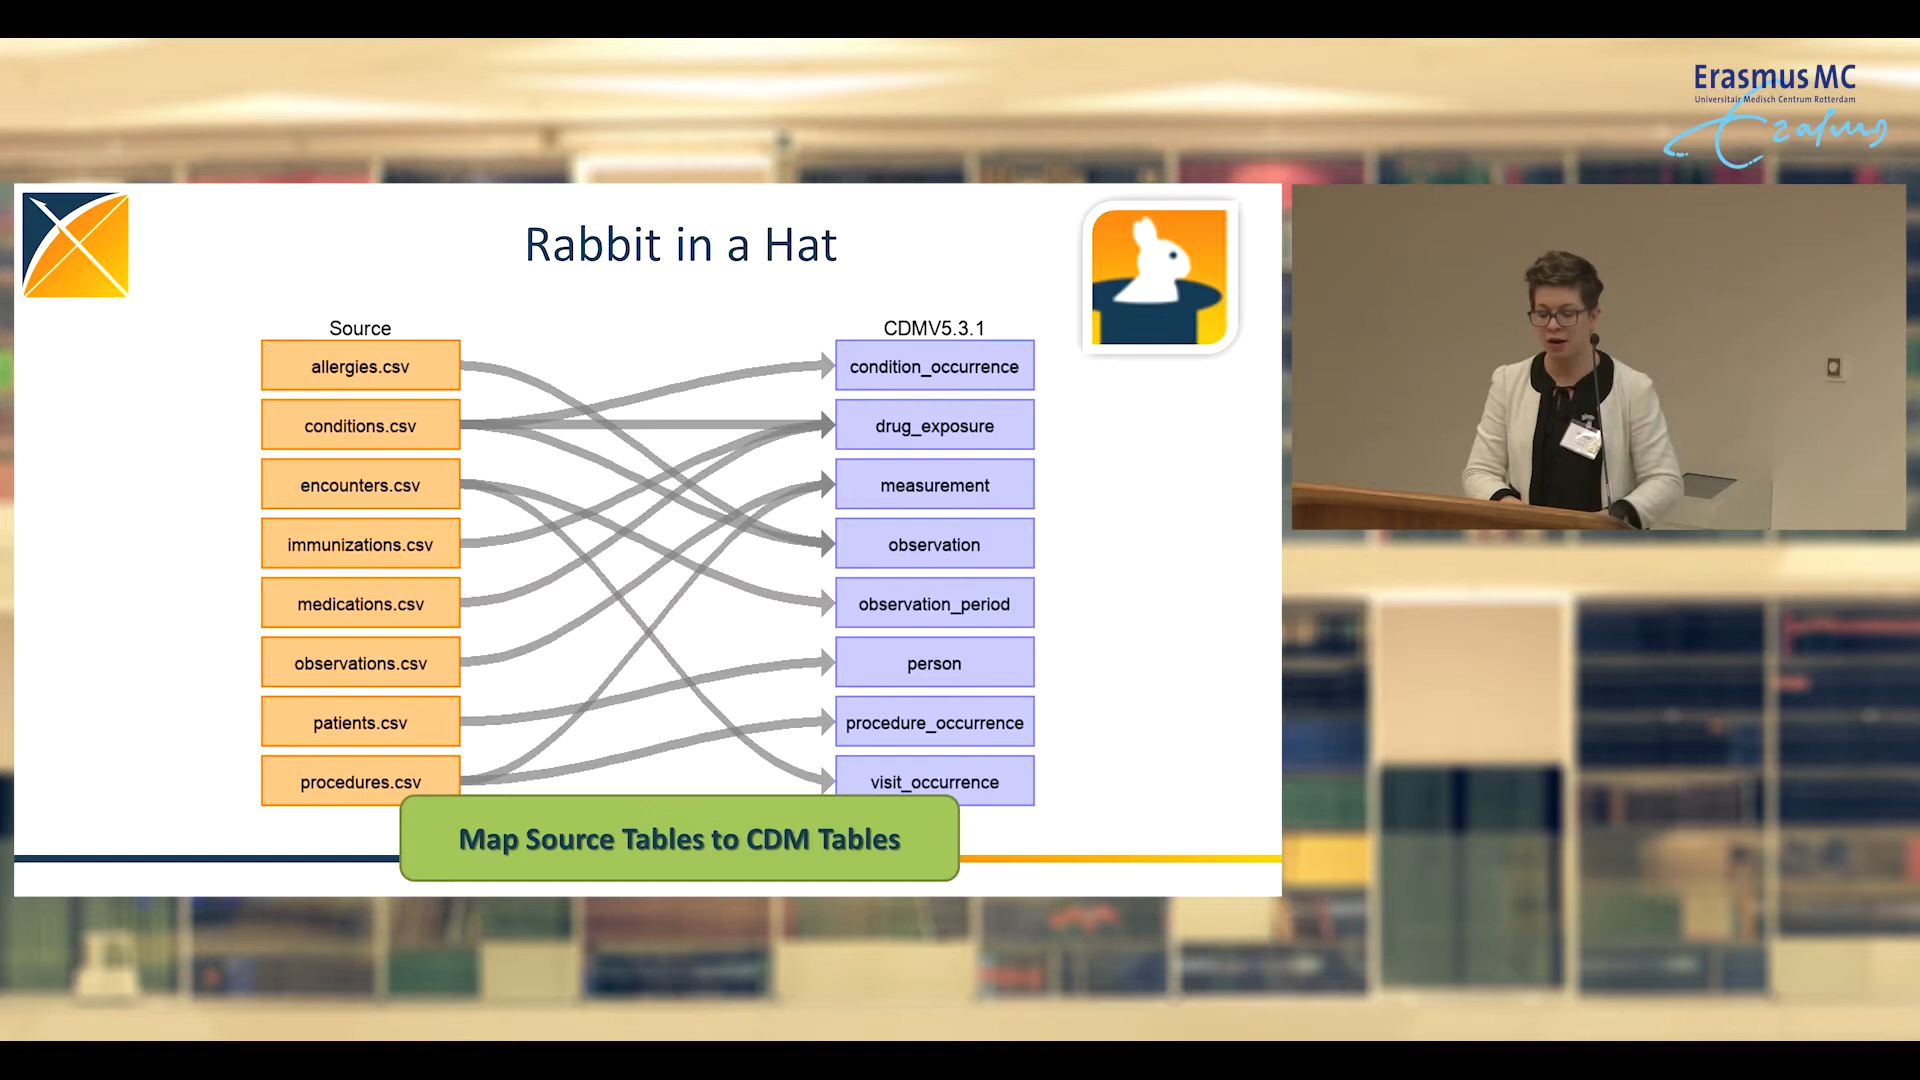 Erasmus MC
Universitair Medisch Centrum Rotterdam
Erasmus
Rabbit in a Hat
Source
CDMV5.3.1
allergies.csv
condition_occurrence
conditions.csv
drug_exposure
encounters.csv
measurement
immunizations.csv
observation
medications.csv
observation_period
observations.csv
person
patients.csv
procedure_occurrence
procedures.csv
visit_occurrence
Map Source Tables to CDM Tables